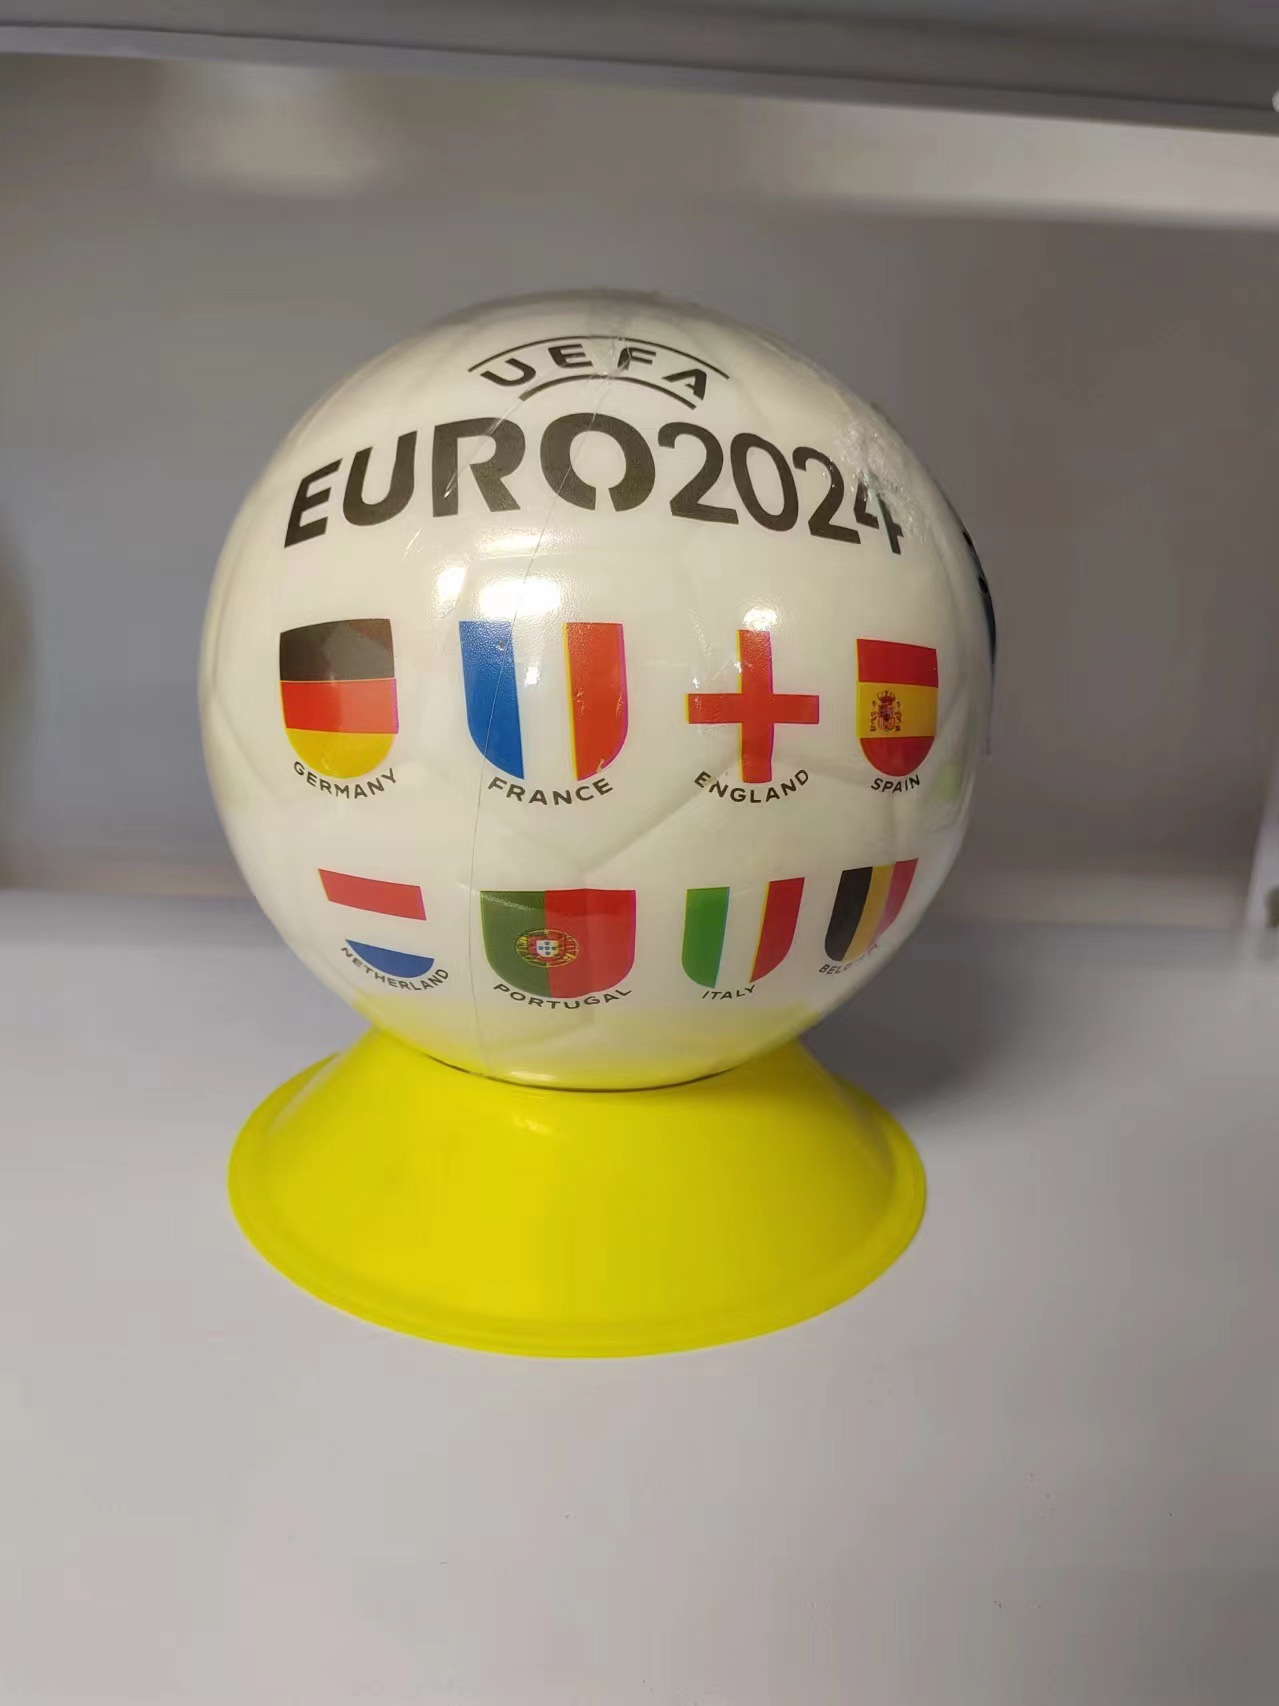 UEFA
EURO2024
GERMANY
FRANCE
ENGLAND
SPAIN
NETHERLAND
PORTUGAL
ITALY